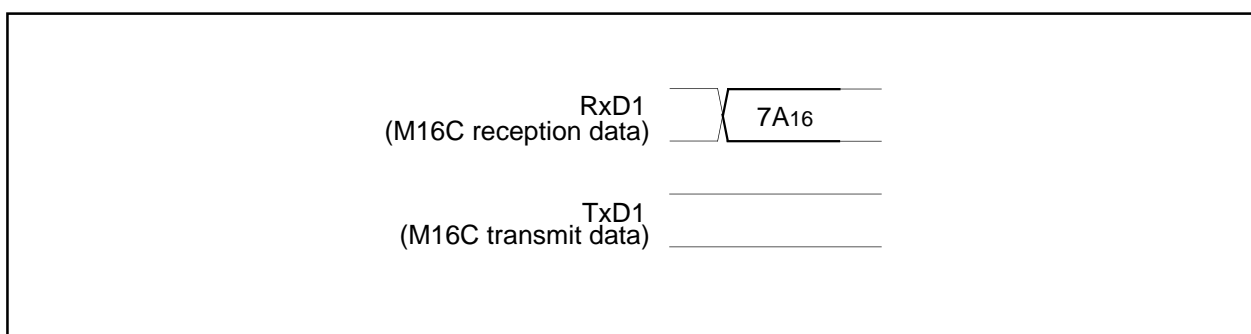 RxD1
(M16C reception data)
7A16
TxD1
(M16C transmit data)